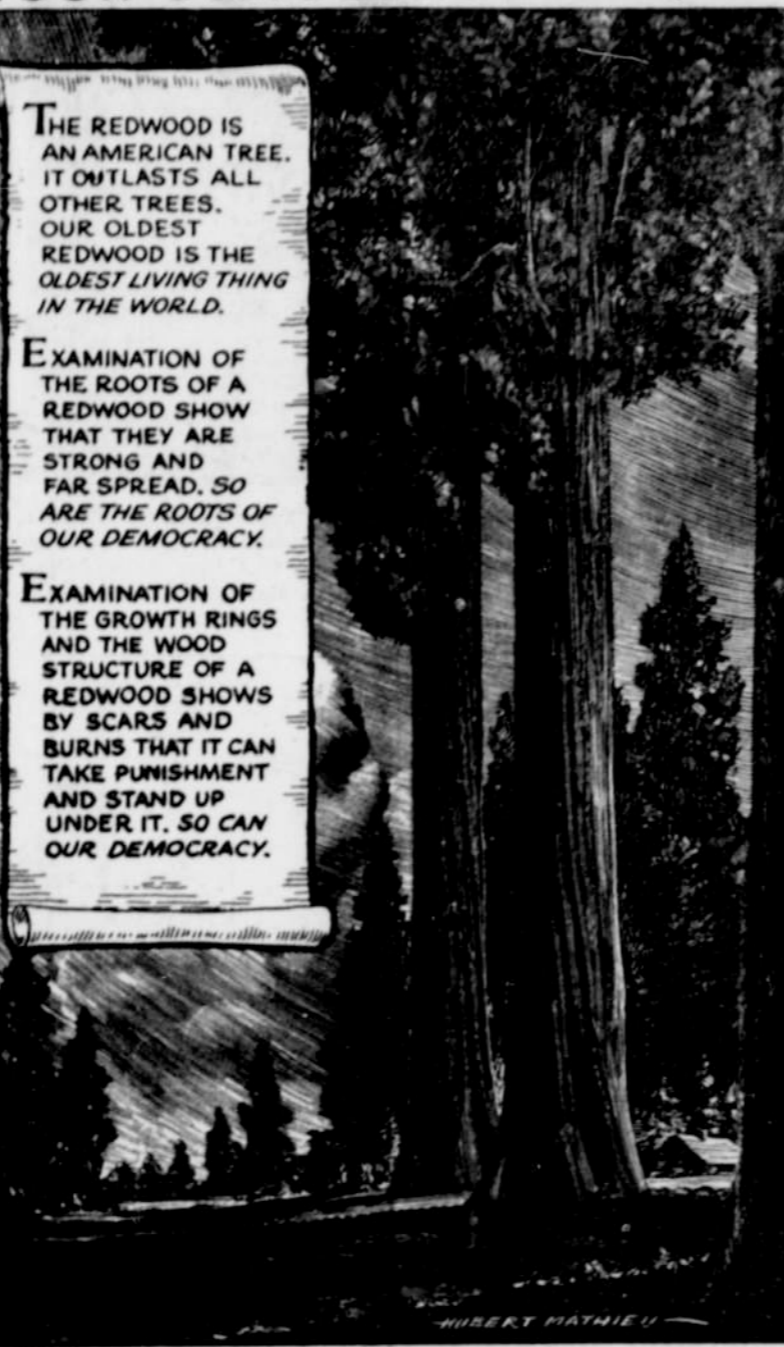 THE REDWOOD IS
AN AMERICAN TREE.
IT OUTLASTS ALL
OTHER TREES.
OUR OLDEST
REDWOOD IS THE
OLDEST LIVING THING
IN THE WORLD.
EXAMINATION OF
THE ROOTS OF A
REDWOOD SHOW
THAT THEY ARE
STRONG AND
FAR SPREAD. SO
ARE THE ROOTS OF
OUR DEMOCRACY.
EXAMINATION OF
THE GROWTH RINGS
AND THE WOOD
STRUCTURE OF A
REDWOOD SHOWS
BY SCARS AND
BURNS THAT IT CAN
TAKE PUNISHMENT
AND STAND UP
UNDER IT. SO CAN
OUR DEMOCRACY.
HUBERT MATHIEU